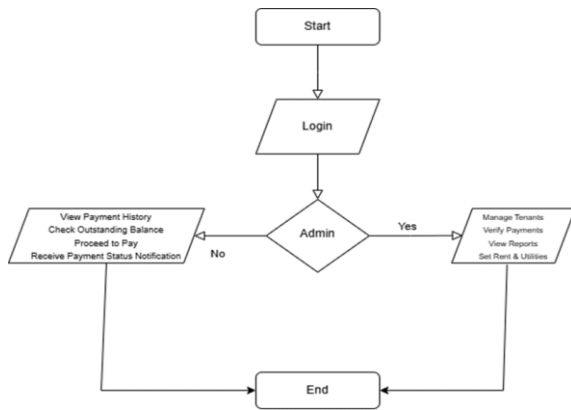 Start
Login
Admin
No
Yes
View Payment History
Check Outstanding Balance
Proceed to Pay
Receive Payment Status Notification
Manage Tenants
Verify Payments
View Reports
Set Rent & Utilities
End